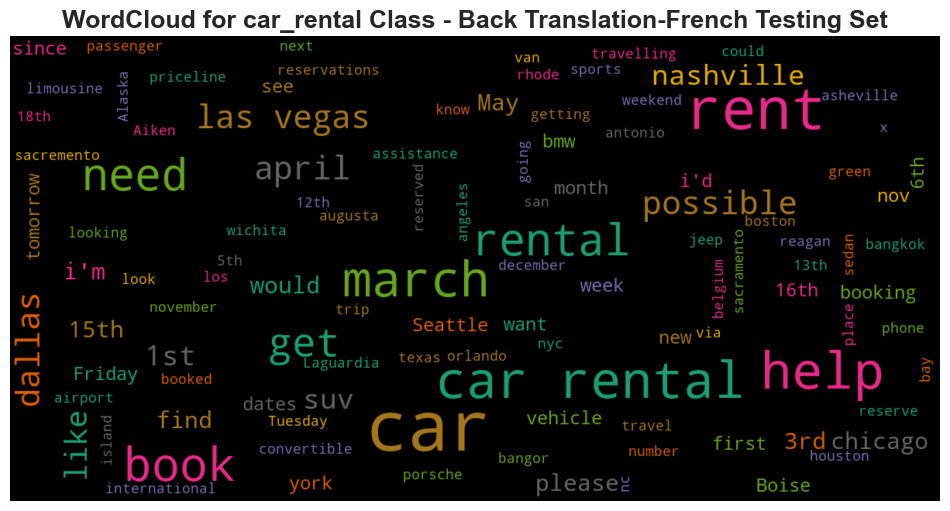 WordCloud for car_rental Class - Back Translation-French Testing Set
since passenger next van travelling could
limousine Alaska priceline reservations see rhode sports nashville
18th Aiken las vegas know May getting weekend rent asheville
x
sacremento need april assistance going bmw antonio green 6th
tomorrow 12th augusta reserved angeles san month i'd possible boston nov
looking wichita rental jeep sacramento reagan sedan bangkok
i'm look 5th los would march december week belgium 16th 13th booking
dallas november trip place
15th 1st get Laguardia Seattle want nyc new via phone
Friday booked texas orlando car rental help bay
airport like island find dates suv car vehicle travel reserve
Tuesday number first 3rd chicago
book convertible bangor houston
international york porsche please nc Boise